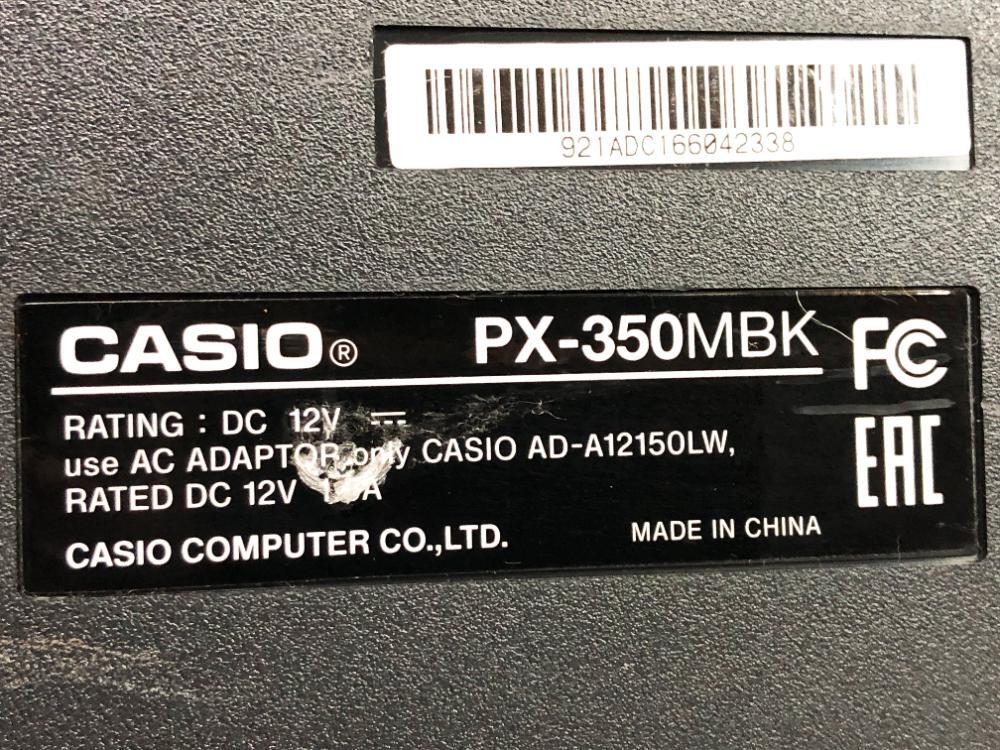 921ADC166042338
CASIO® PX-350MBK
FC
RATING : DC 12V ⎓
use AC ADAPTOR only CASIO AD-A12150LW,
RATED DC 12V
EAC
CASIO COMPUTER CO.,LTD. MADE IN CHINA